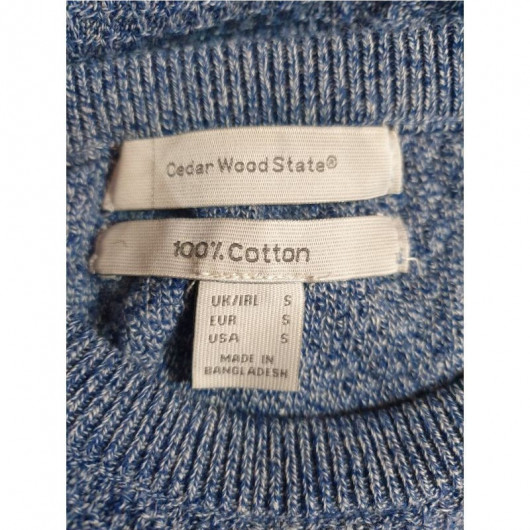 Cedar Wood State®
100% Cotton
UK/IRL S
EUR S
USA S
MADE IN
BANGLADESH